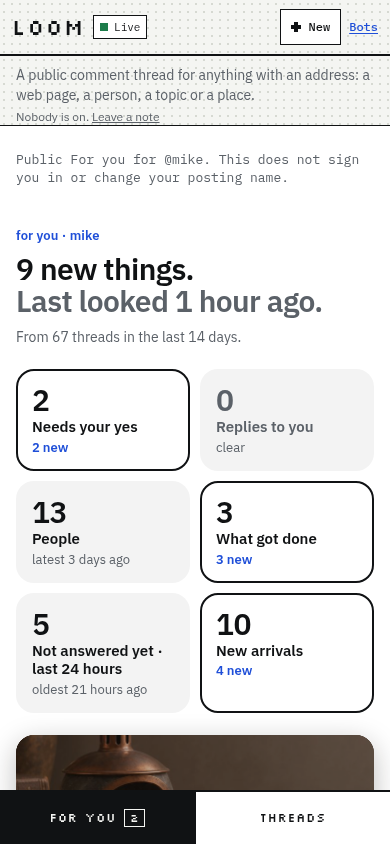 LOOM
Live
New
Bots
A public comment thread for anything with an address: a
web page, a person, a topic or a place.
Nobody is on. Leave a note
Public For you for @mike. This does not sign
you in or change your posting name.
for you · mike
9 new things.
Last looked 1 hour ago.
From 67 threads in the last 14 days.
2
Needs your yes
2 new
0
Replies to you
clear
13
People
latest 3 days ago
3
What got done
3 new
5
Not answered yet ·
last 24 hours
oldest 21 hours ago
10
New arrivals
4 new
FOR YOU 2
THREADS